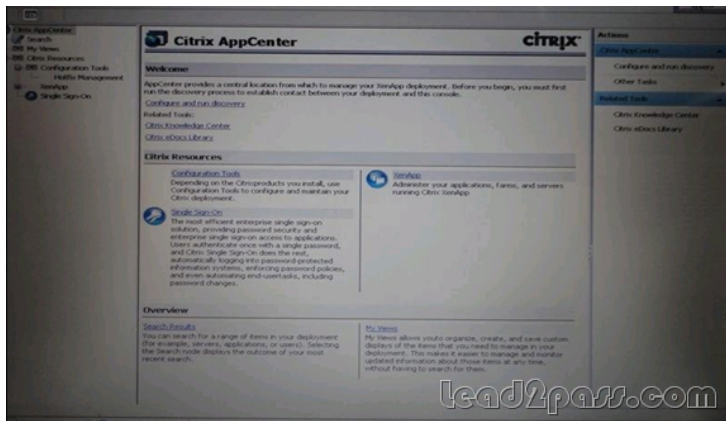 Citrix AppCenter
Search
My Views
Citrix Resources
Configuration Tools
Hotfix Management
XenApp
Single Sign-On
Citrix AppCenter
CITRIX
Welcome
AppCenter provides a central location from which to manage your XenApp deployment. Before you begin, you must first
run the discovery process to establish contact between your deployment and this console.
Configure and run discovery
Related Tools:
Citrix Knowledge Center
Citrix eDocs Library
Citrix Resources
Configuration Tools
Depending on the Citrixproducts you install, use
Configuration Tools to configure and maintain your
Citrix deployment.
Single Sign-On
The most efficient enterprise single sign-on
solution, providing password security and
enterprise single sign-on access to applications.
Users authenticate once with a single password,
and Citrix Single Sign-On does the rest,
automatically logging into password-protected
information systems, enforcing password policies,
and even automating end-usertasks, including
password changes.
XenApp
Administer your applications, farms, and servers
running Citrix XenApp
Overview
Search Results
You can search for a range of items in your deployment
(for example, servers, applications, or users). Selecting
the Search node displays the outcome of your most
recent search.
My Views
My Views allows youto organize, create, and save custom
displays of the items that you need to manage in your
deployment. This makes it easier to manage and monitor
updated information about those items at any time,
without having to search for them.
Actions
Citrix AppCenter
Configure and run discovery
Other Tasks
Related Tools
Citrix Knowledge Center
Citrix eDocs Library
Lead2pass.com